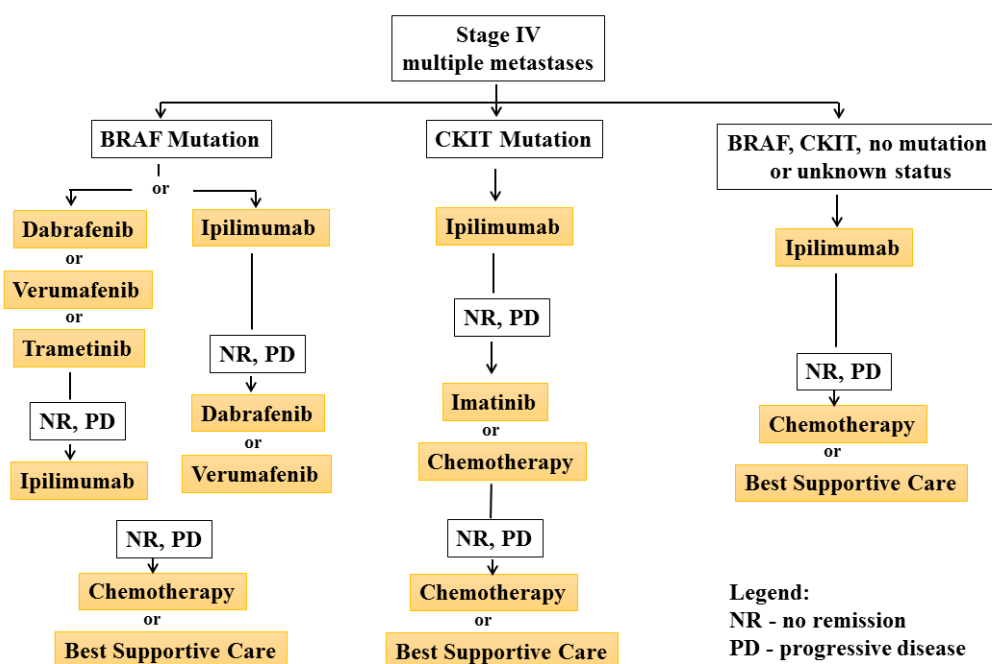 Stage IV
multiple metastases
BRAF Mutation
or
Dabrafenib
or
Verumafenib
or
Trametinib
NR, PD
Ipilimumab
Ipilimumab
NR, PD
Dabrafenib
or
Verumafenib
NR, PD
Chemotherapy
or
Best Supportive Care
CKIT Mutation
Ipilimumab
NR, PD
Imatinib
or
Chemotherapy
NR, PD
Chemotherapy
or
Best Supportive Care
BRAF, CKIT, no mutation
or unknown status
Ipilimumab
NR, PD
Chemotherapy
or
Best Supportive Care
Legend:
NR - no remission
PD - progressive disease